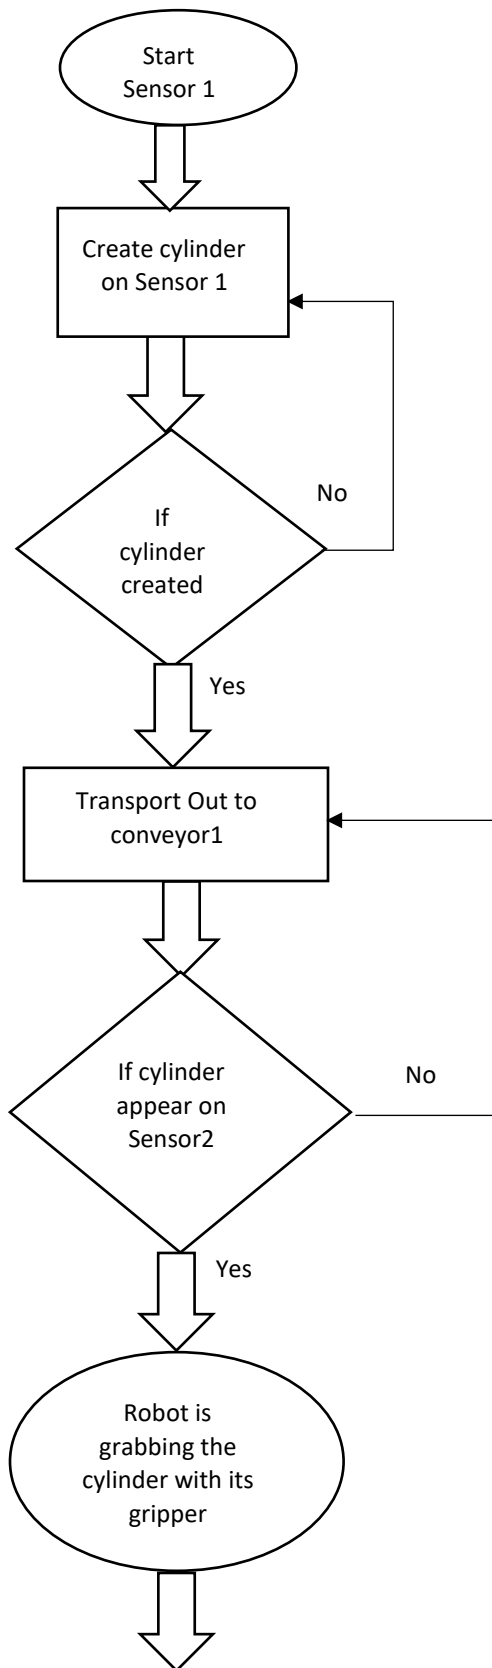 Start
Sensor 1
Create cylinder
on Sensor 1
No
If
cylinder
created
Yes
Transport Out to
conveyor1
If cylinder
appear on
Sensor2
No
Yes
Robot is
grabbing the
cylinder with its
gripper